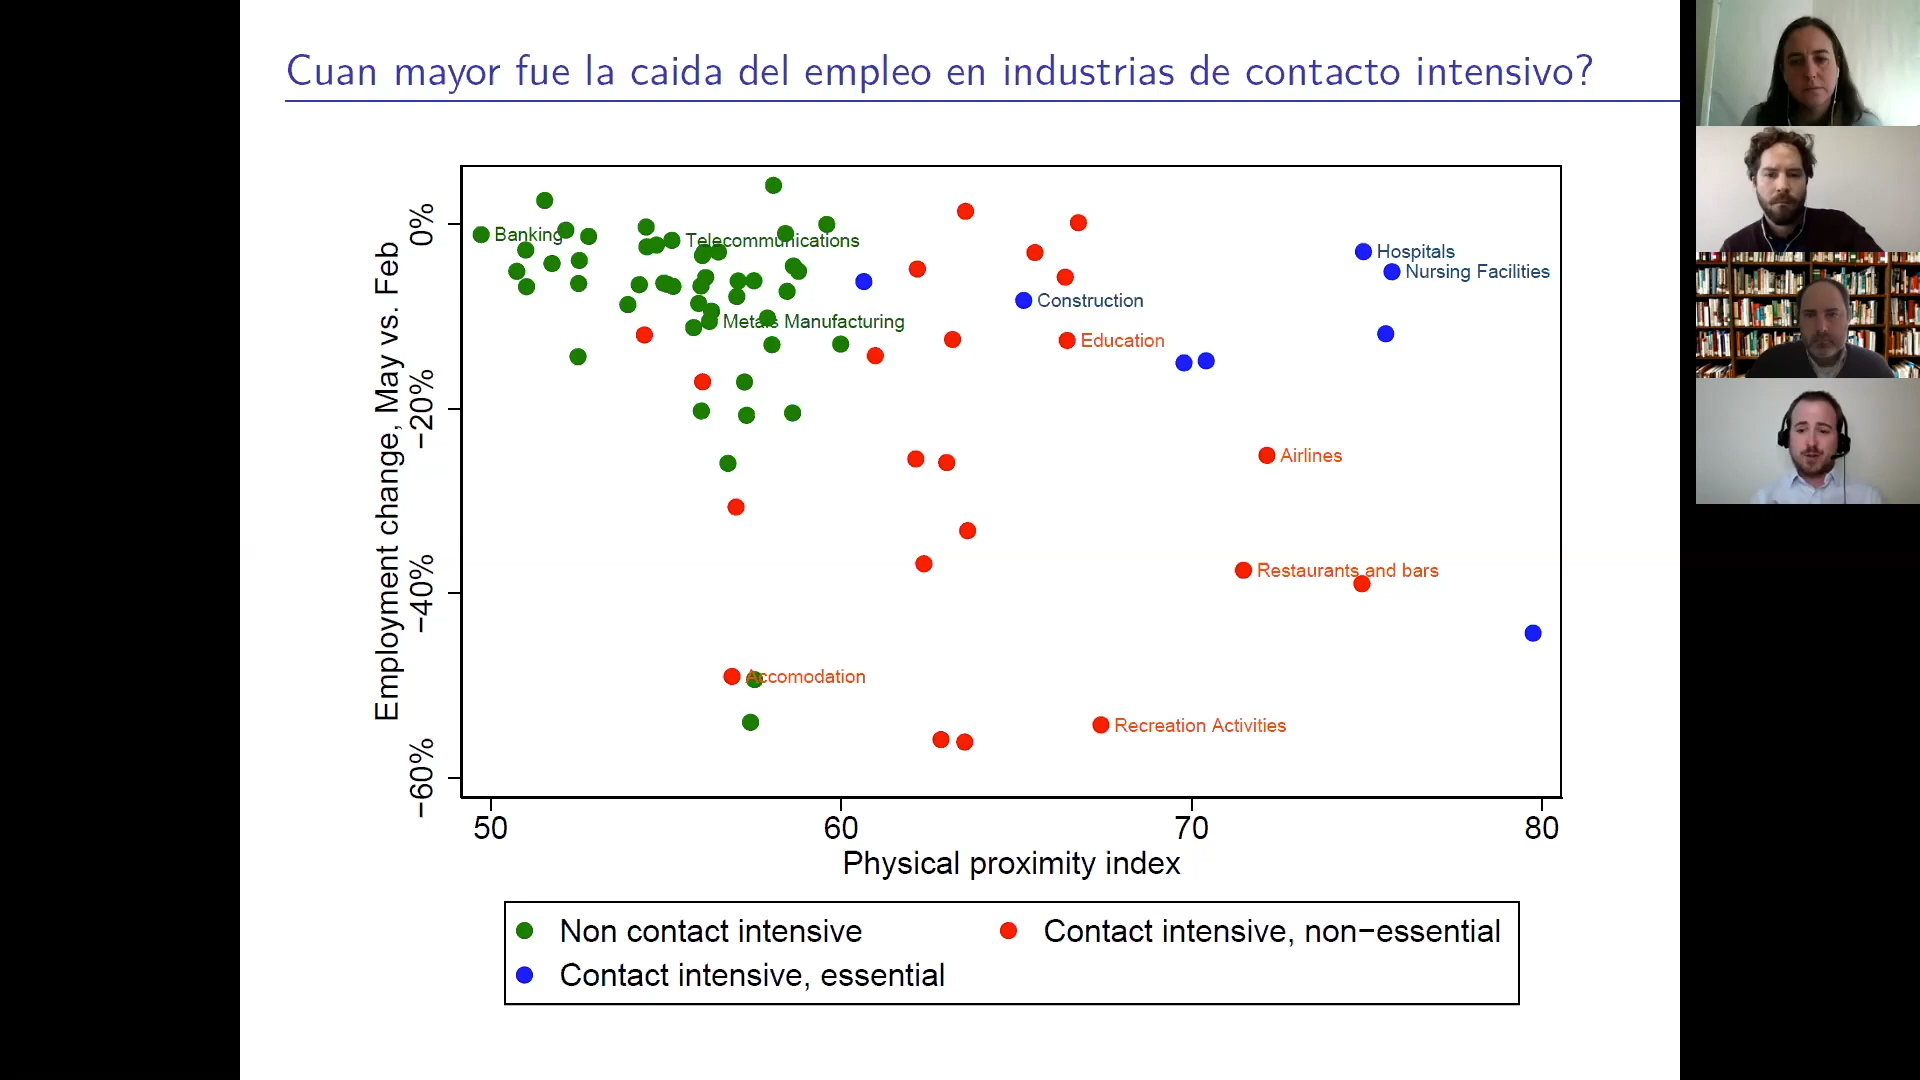 Cuan mayor fue la caida del empleo en industrias de contacto intensivo?
Employment change, May vs. Feb
0%
−20%
−40%
−60%
Banking
Telecommunications
Metals Manufacturing
Hospitals
Nursing Facilities
Construction
Education
Airlines
Restaurants and bars
Accomodation
Recreation Activities
50 60 70 80
Physical proximity index
Non contact intensive
Contact intensive, non−essential
Contact intensive, essential